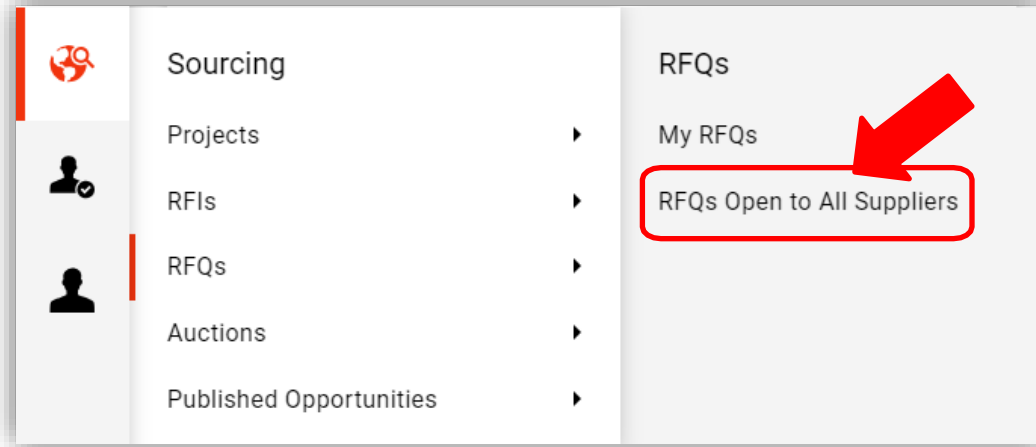 Sourcing
Projects
RFIs
RFQs
Auctions
Published Opportunities
RFQs
My RFQs
RFQs Open to All Suppliers